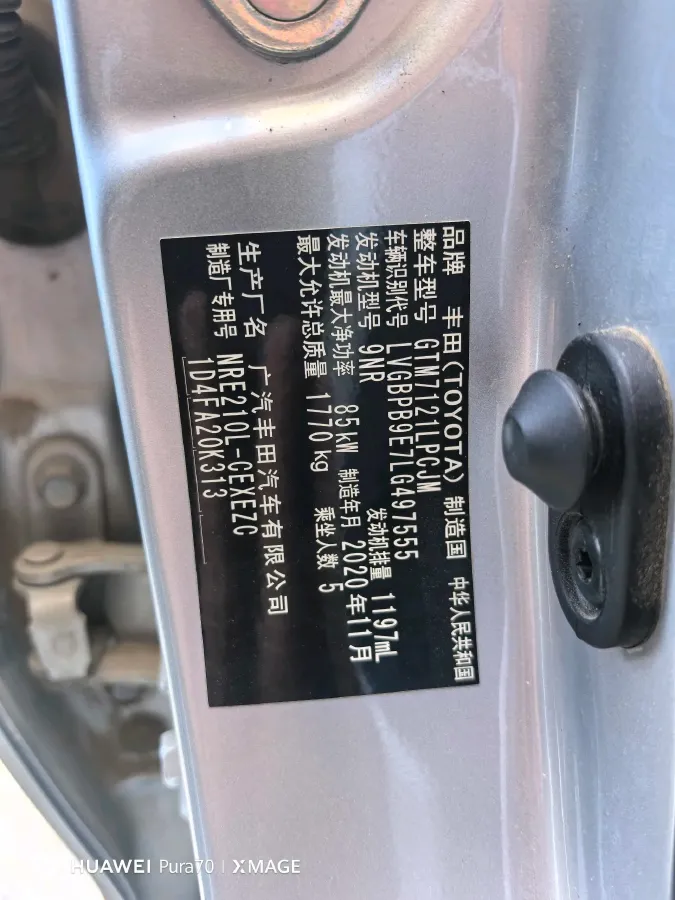 品牌 丰田(TOYOTA) 制造国 中华人民共和国
整车型号 GTM7121LPCJM
车辆识别代号 LVGBPB9E7LG497555
发动机型号 9NR 发动机排量 1197mL
发动机最大净功率 85kW 制造年月 2020年11月
最大允许总质量 1770kg 乘坐人数 5
生产厂名 广汽丰田汽车有限公司
制造厂专用号 NRE210L-CEXEZC
1D4FA20K313
HUAWEI Pura70 | XMAGE